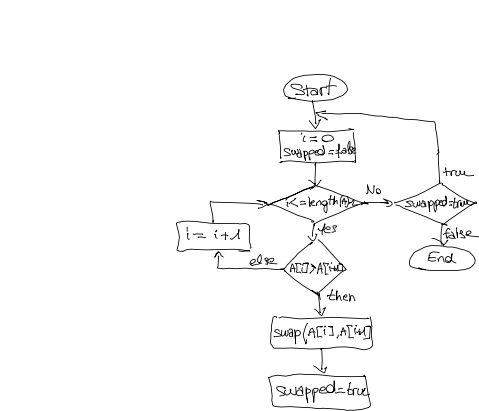 Start
i = 0
swapped = false
No
true
i<=length(A)-1
swapped=true
yes
false
i = i+1
else
A[i]>A[i+1]
End
then
swap(A[i],A[i+1]
swapped=true